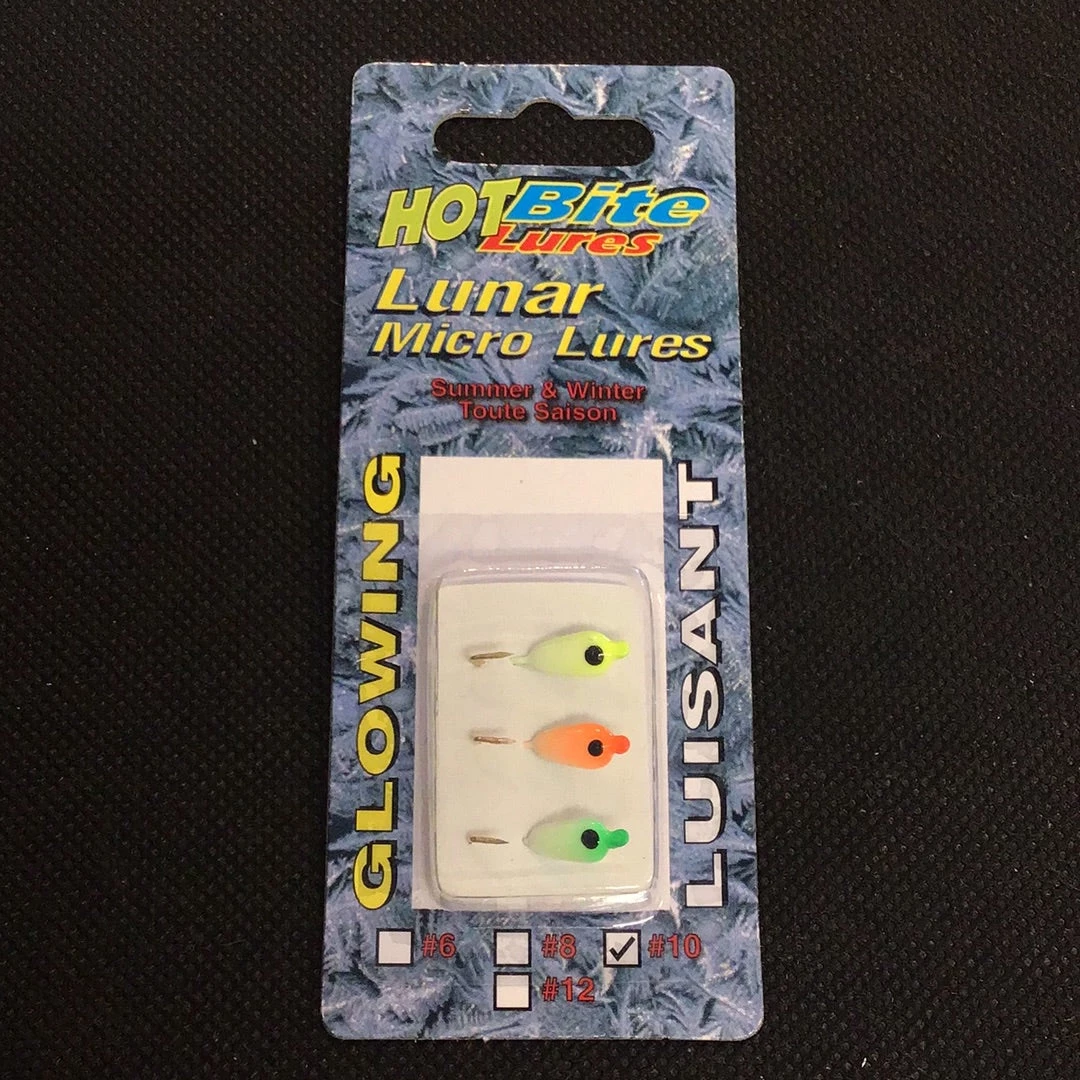 HOT Bite
Lures
Lunar
Micro Lures
Summer & Winter
Toute Saison
GLOWING
LUISANT
#6 #8 #10
#12